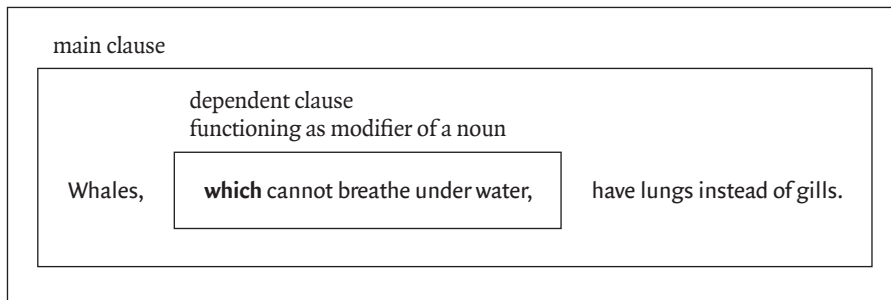 main clause
dependent clause
functioning as modifier of a noun
Whales, which cannot breathe under water, have lungs instead of gills.